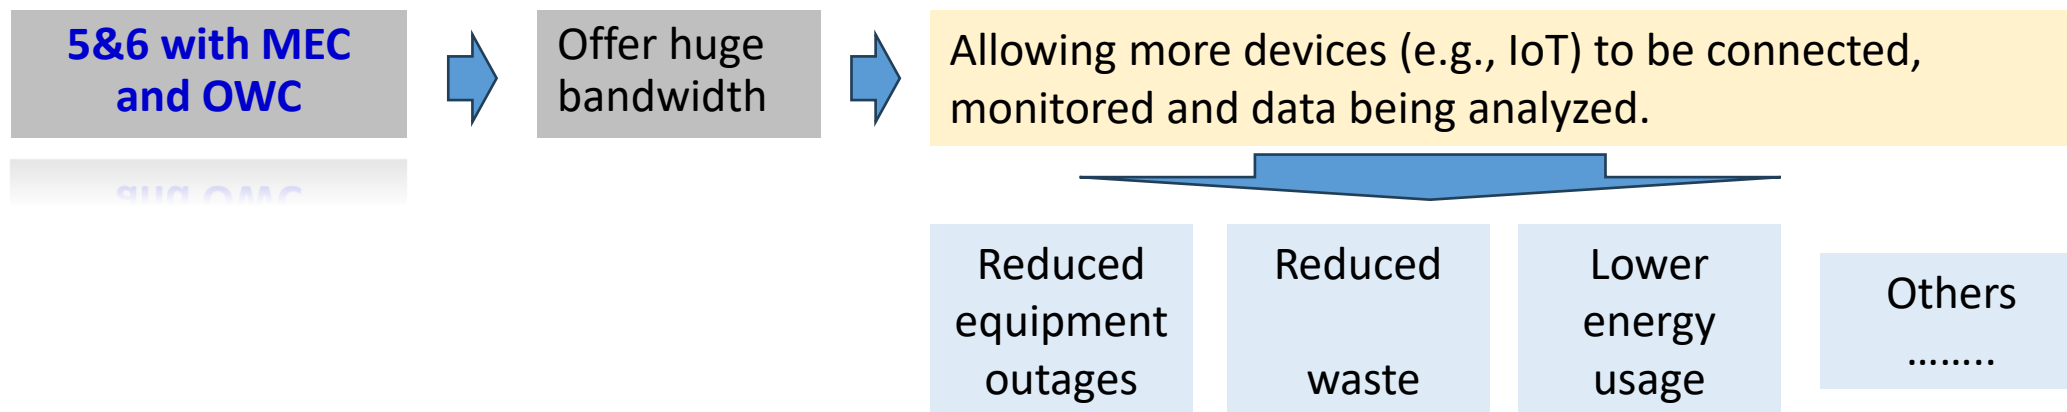 5&6 with MEC
and OWC
Offer huge
bandwidth
Allowing more devices (e.g., IoT) to be connected,
monitored and data being analyzed.
Reduced
equipment
outages
Reduced
waste
Lower
energy
usage
Others
……..